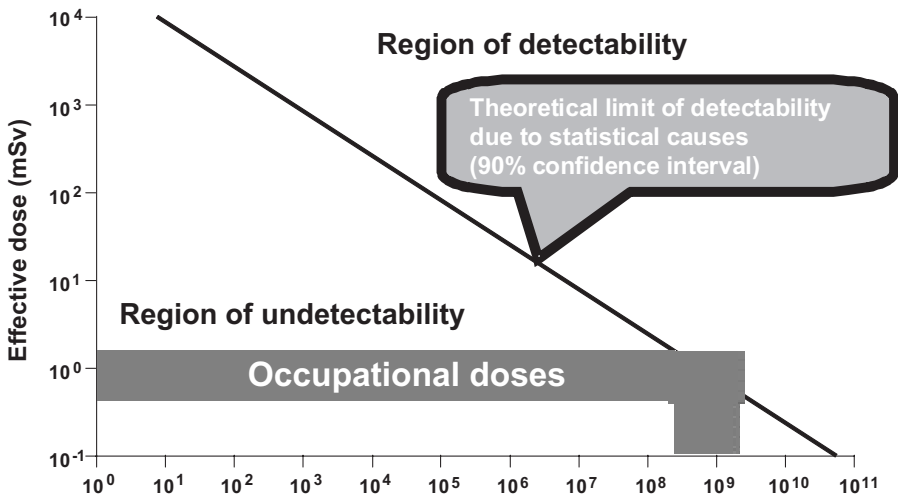 10⁴
Region of detectability
10³
Theoretical limit of detectability
due to statistical causes
(90% confidence interval)
Effective dose (mSv)
10²
10¹
Region of undetectability
10⁰
Occupational doses
10⁻¹
10⁰ 10¹ 10² 10³ 10⁴ 10⁵ 10⁶ 10⁷ 10⁸ 10⁹ 10¹⁰ 10¹¹